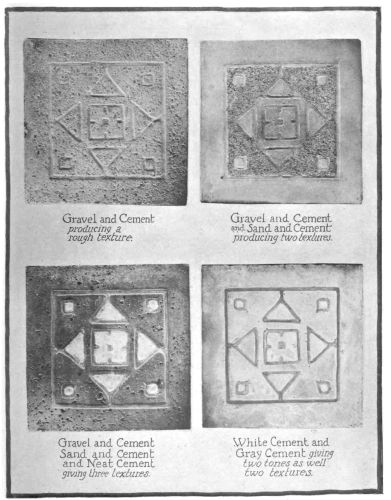 Gravel and Cement
producing a
rough texture.
Gravel and Cement
and Sand and Cement
producing two textures.
Gravel and Cement
Sand and Cement
and Neat Cement
giving three textures.
White Cement and
Gray Cement giving
two tones as well
two textures.